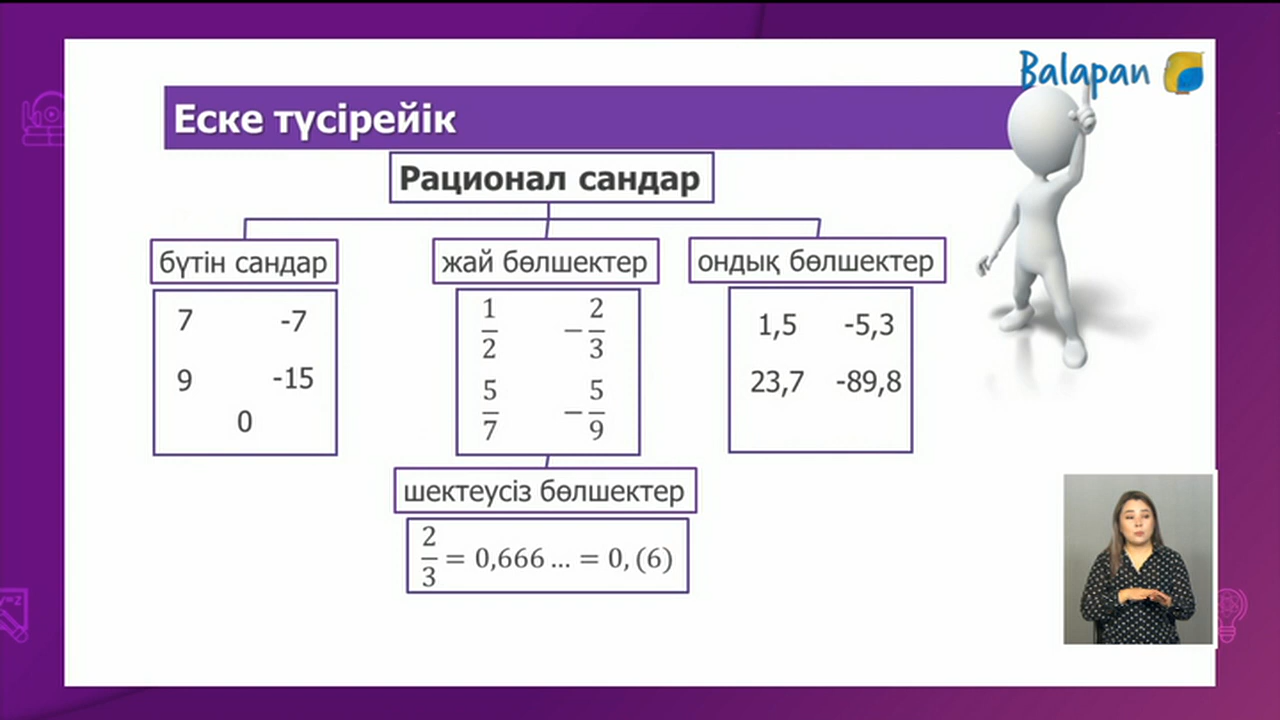 Balapan
Еске түсірейік
Рационал сандар
бүтін сандар
жай бөлшектер
ондық бөлшектер
7 -7
9 -15
0
1/2 −2/3
5/7 −5/9
1,5 -5,3
23,7 -89,8
шектеусіз бөлшектер
2/3 = 0,666 ... = 0, (6)